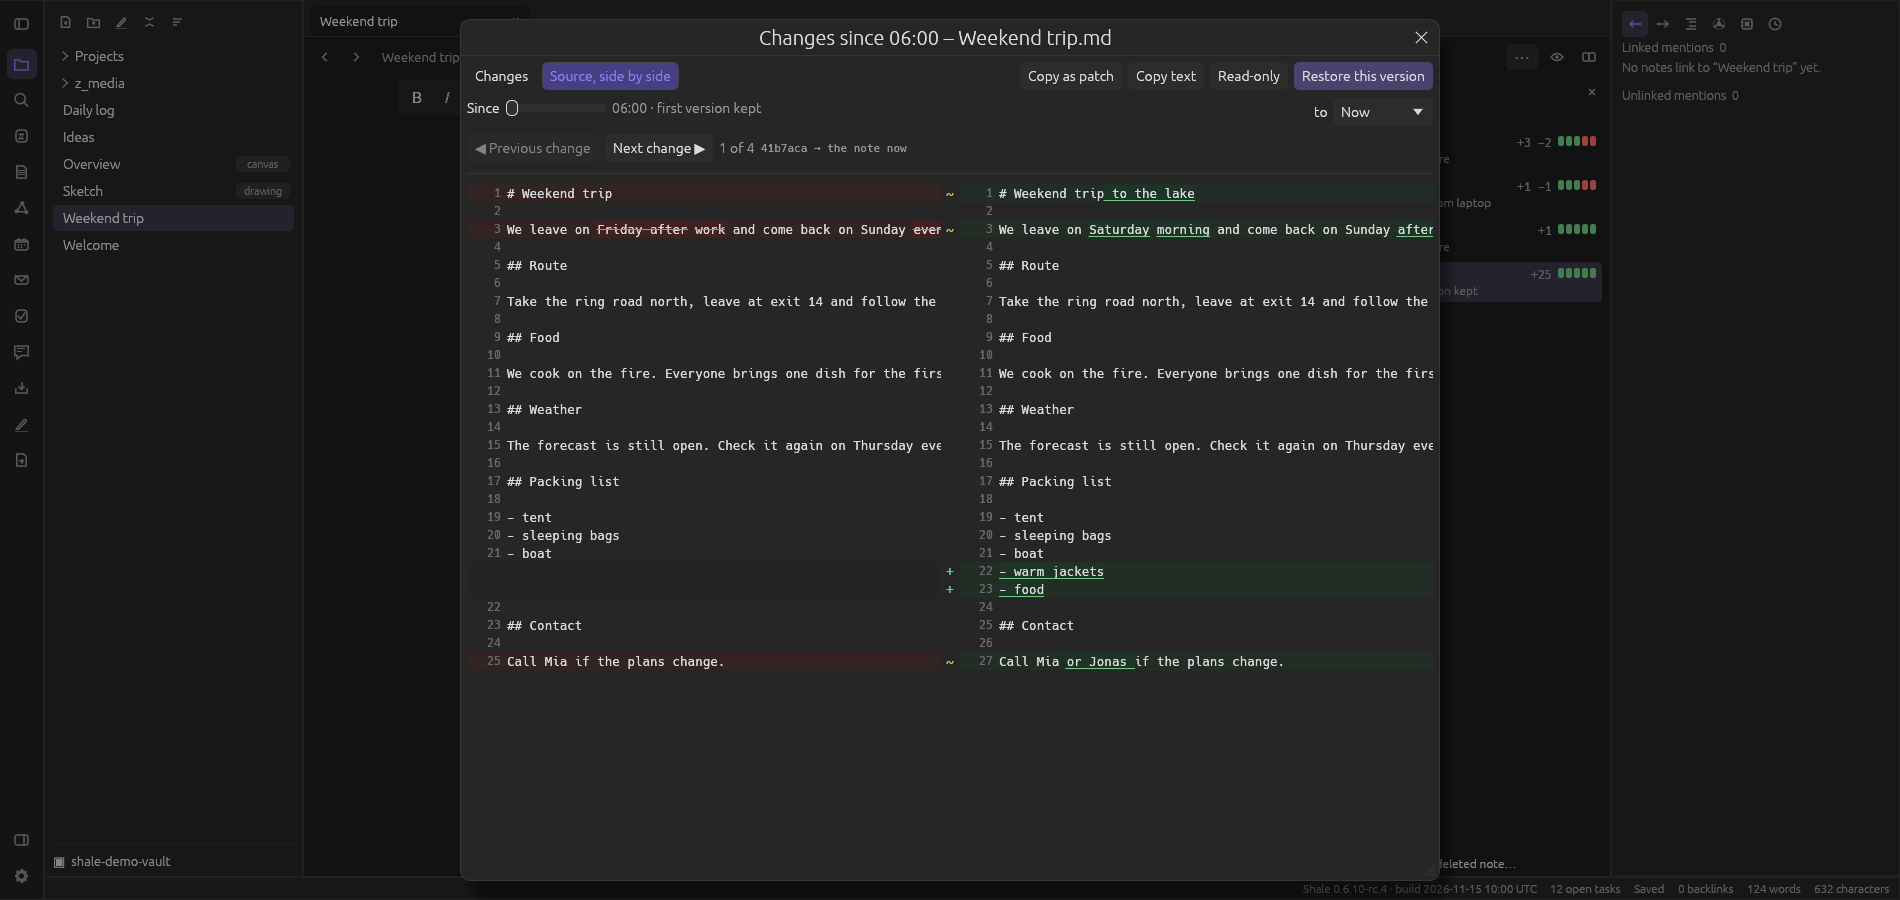 Weekend trip
Projects
z_media
Daily log
Ideas
Overview canvas
Sketch drawing
Weekend trip
Welcome
shale-demo-vault
Weekend trip
B I
Changes since 06:00 – Weekend trip.md
Changes Source, side by side Copy as patch Copy text Read-only Restore this version
Since 06:00 · first version kept to Now
◀ Previous change Next change ▶ 1 of 4 41b7aca → the note now
1 # Weekend trip ~ 1 # Weekend trip to the lake
2 2
3 We leave on Friday after work and come back on Sunday ever ~ 3 We leave on Saturday morning and come back on Sunday after
4 4
5 ## Route 5 ## Route
6 6
7 Take the ring road north, leave at exit 14 and follow the 7 Take the ring road north, leave at exit 14 and follow the
8 8
9 ## Food 9 ## Food
10 10
11 We cook on the fire. Everyone brings one dish for the firs 11 We cook on the fire. Everyone brings one dish for the firs
12 12
13 ## Weather 13 ## Weather
14 14
15 The forecast is still open. Check it again on Thursday eve 15 The forecast is still open. Check it again on Thursday eve
16 16
17 ## Packing list 17 ## Packing list
18 18
19 - tent 19 - tent
20 - sleeping bags 20 - sleeping bags
21 - boat 21 - boat
+ 22 - warm jackets
+ 23 - food
22 24
23 ## Contact 25 ## Contact
24 26
25 Call Mia if the plans change. ~ 27 Call Mia or Jonas if the plans change.
+3 −2
re
+1 −1
om laptop
+1
re
+25
on kept
deleted note…
Linked mentions 0
No notes link to “Weekend trip” yet.
Unlinked mentions 0
Shale 0.6.10-rc.4 · build 2026-11-15 10:00 UTC 12 open tasks Saved 0 backlinks 124 words 632 characters